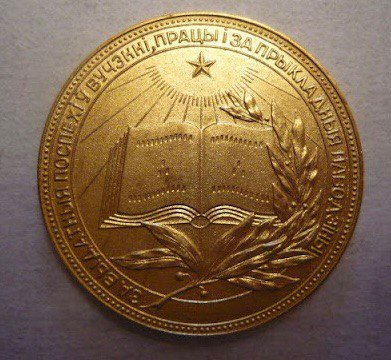 ЗА ВЫДАТНЫЯ ПОСПЕХІ Ў ВУЧЭННІ, ПРАЦЫ І ЗА ПРЫКЛАДНЫЯ ПАВОДЗІНЫ